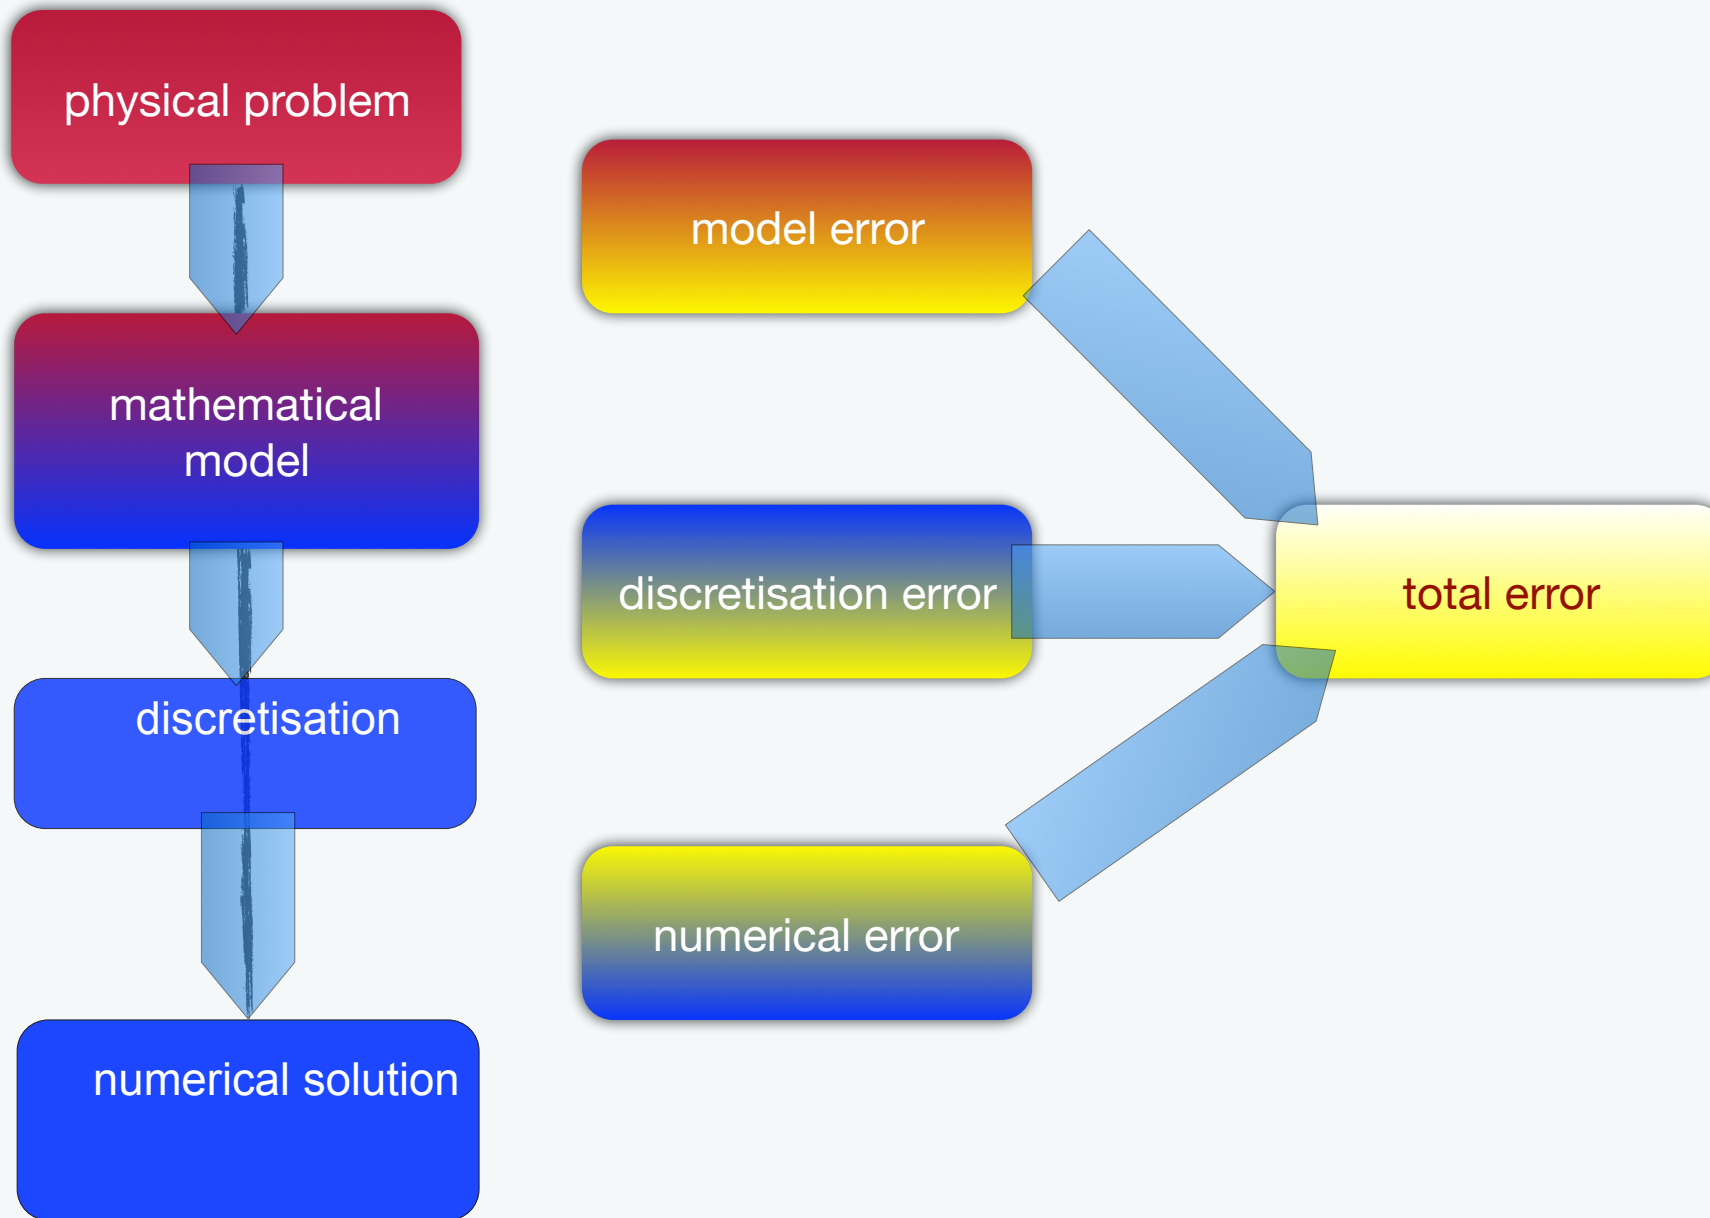 physical problem
mathematical
model
discretisation
numerical solution
model error
discretisation error
numerical error
total error